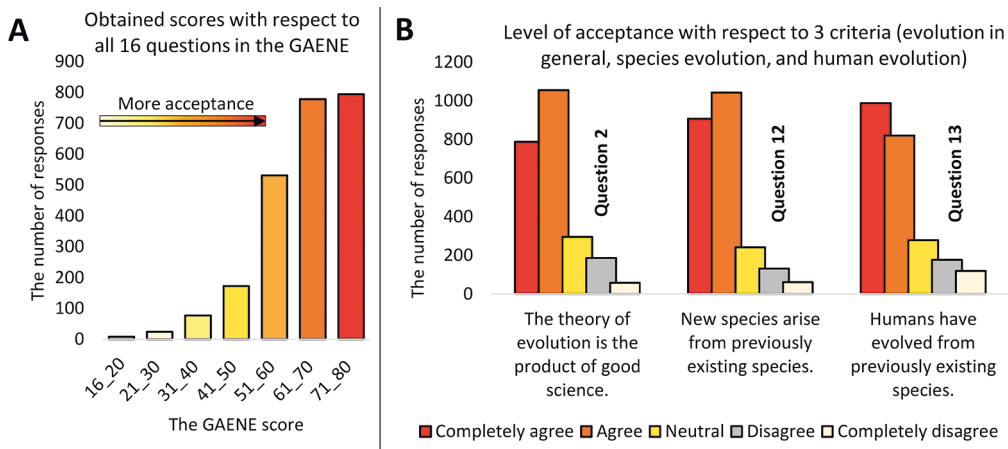 A
Obtained scores with respect to
all 16 questions in the GAENE
The number of responses
900
800
700
600
500
400
300
200
100
0
More acceptance
16_20
21_30
31_40
41_50
51_60
61_70
71_80
The GAENE score
B
Level of acceptance with respect to 3 criteria (evolution in
general, species evolution, and human evolution)
The number of responses
1200
1000
800
600
400
200
0
Question 2
Question 12
Question 13
The theory of
evolution is the
product of good
science.
New species arise
from previously
existing species.
Humans have
evolved from
previously existing
species.
Completely agree Agree Neutral Disagree Completely disagree